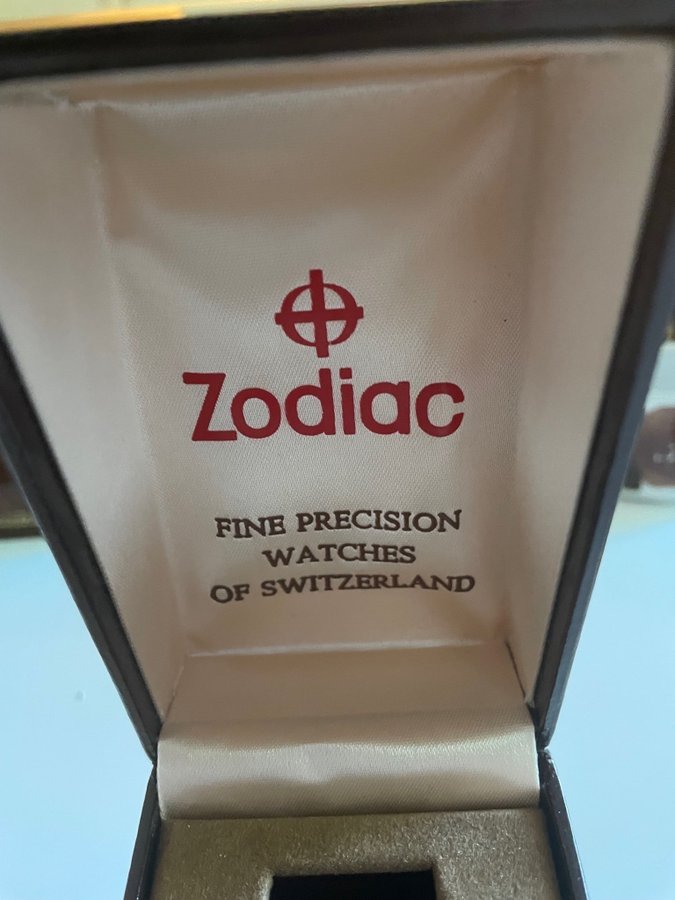 Zodiac
FINE PRECISION
WATCHES
OF SWITZERLAND